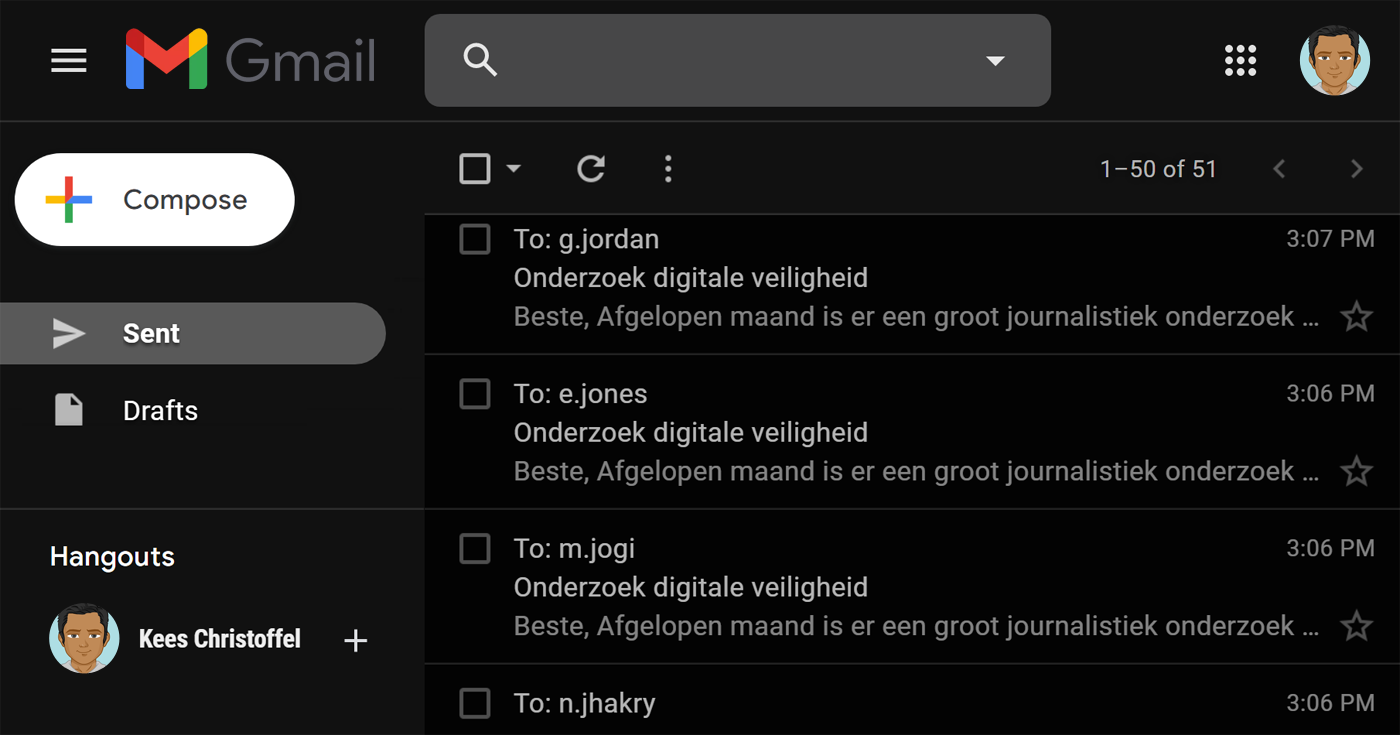 Gmail
Compose
1–50 of 51
Sent
Drafts
Hangouts
Kees Christoffel
To: g.jordan 3:07 PM
Onderzoek digitale veiligheid
Beste, Afgelopen maand is er een groot journalistiek onderzoek ...
To: e.jones 3:06 PM
Onderzoek digitale veiligheid
Beste, Afgelopen maand is er een groot journalistiek onderzoek ...
To: m.jogi 3:06 PM
Onderzoek digitale veiligheid
Beste, Afgelopen maand is er een groot journalistiek onderzoek ...
To: n.jhakry 3:06 PM